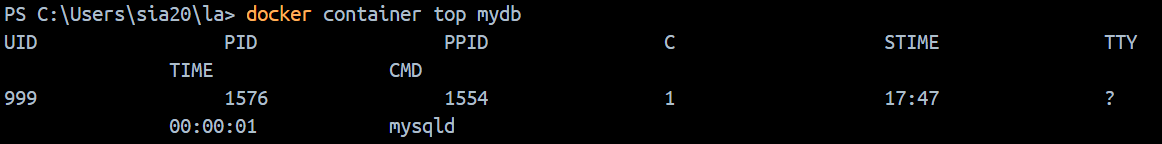 PS C:\Users\sia20\la> docker container top mydb
UID PID PPID C STIME TTY
TIME CMD
999 1576 1554 1 17:47 ?
00:00:01 mysqld